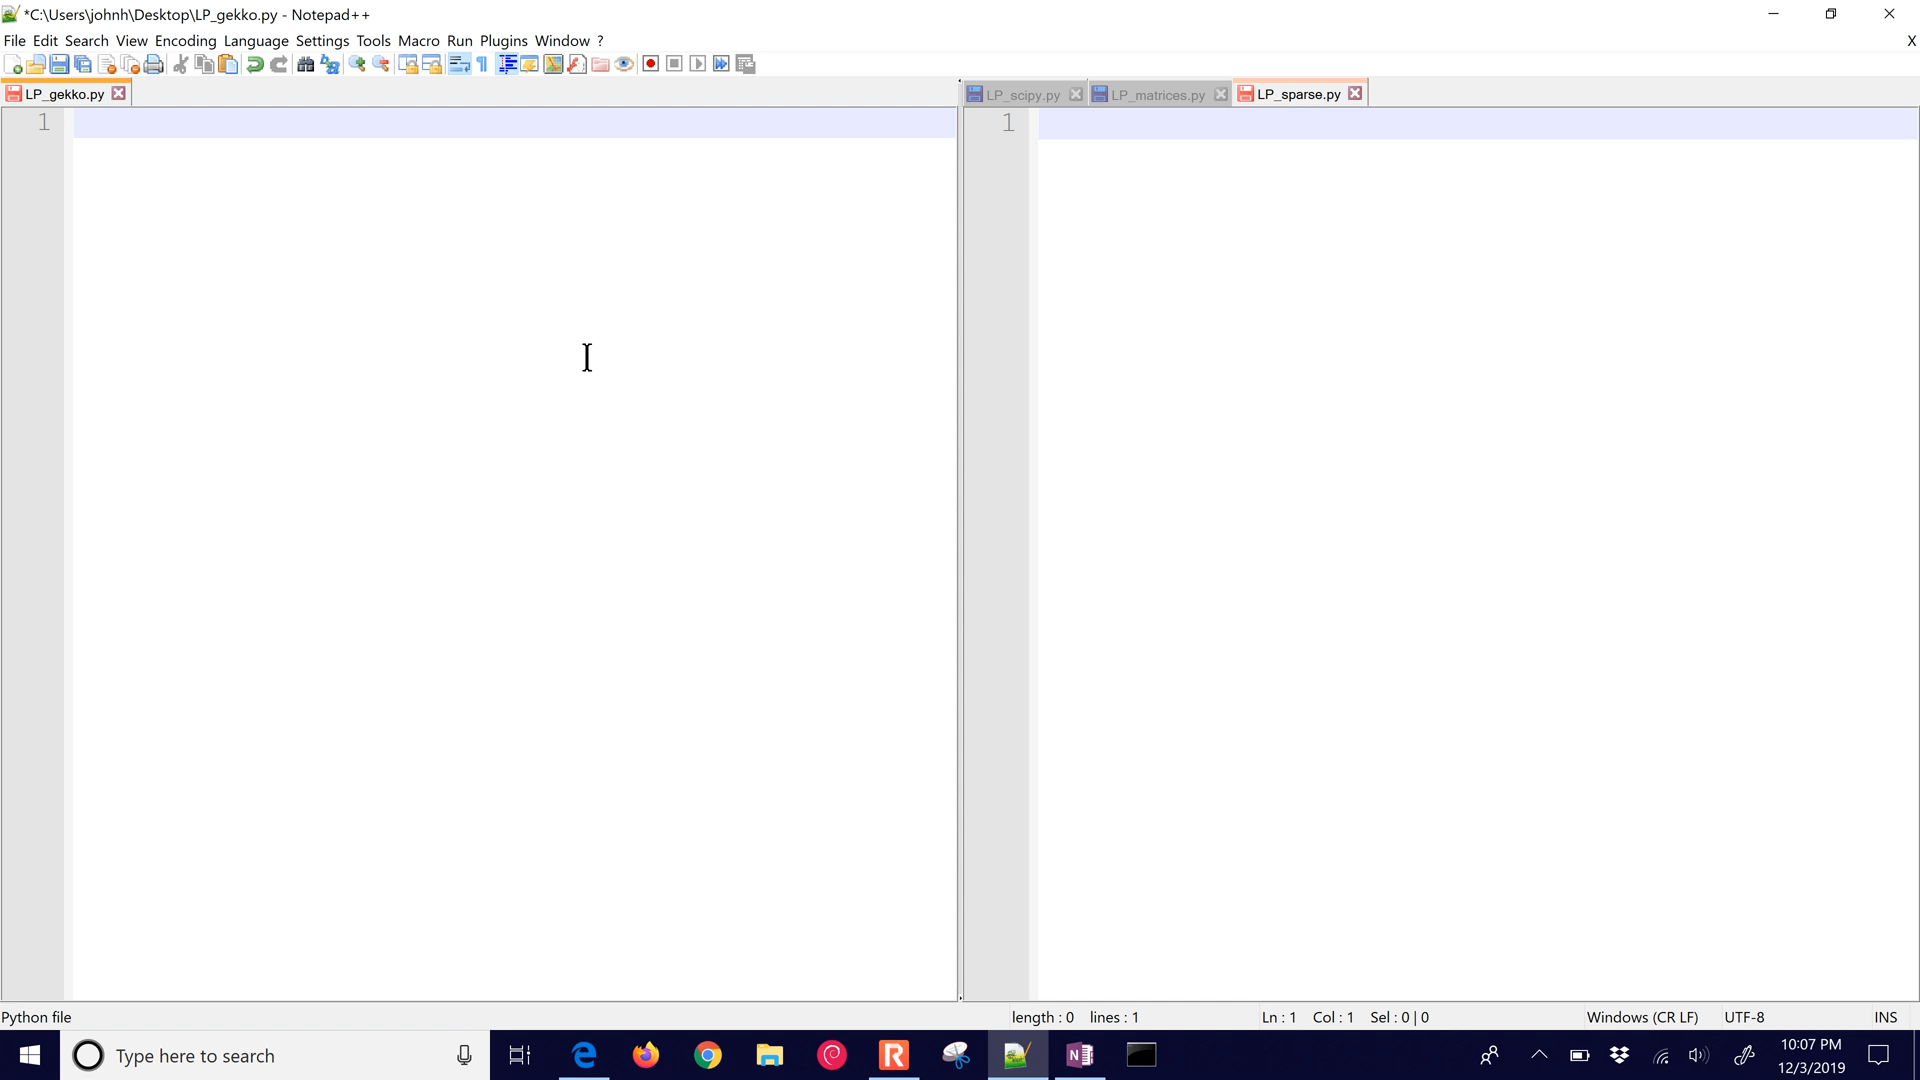 *C:\Users\johnh\Desktop\LP_gekko.py - Notepad++
File Edit Search View Encoding Language Settings Tools Macro Run Plugins Window ? X
LP_gekko.py LP_scipy.py LP_matrices.py LP_sparse.py
1 1
Python file length : 0 lines : 1 Ln : 1 Col : 1 Sel : 0 | 0 Windows (CR LF) UTF-8 INS
Type here to search 10:07 PM
12/3/2019